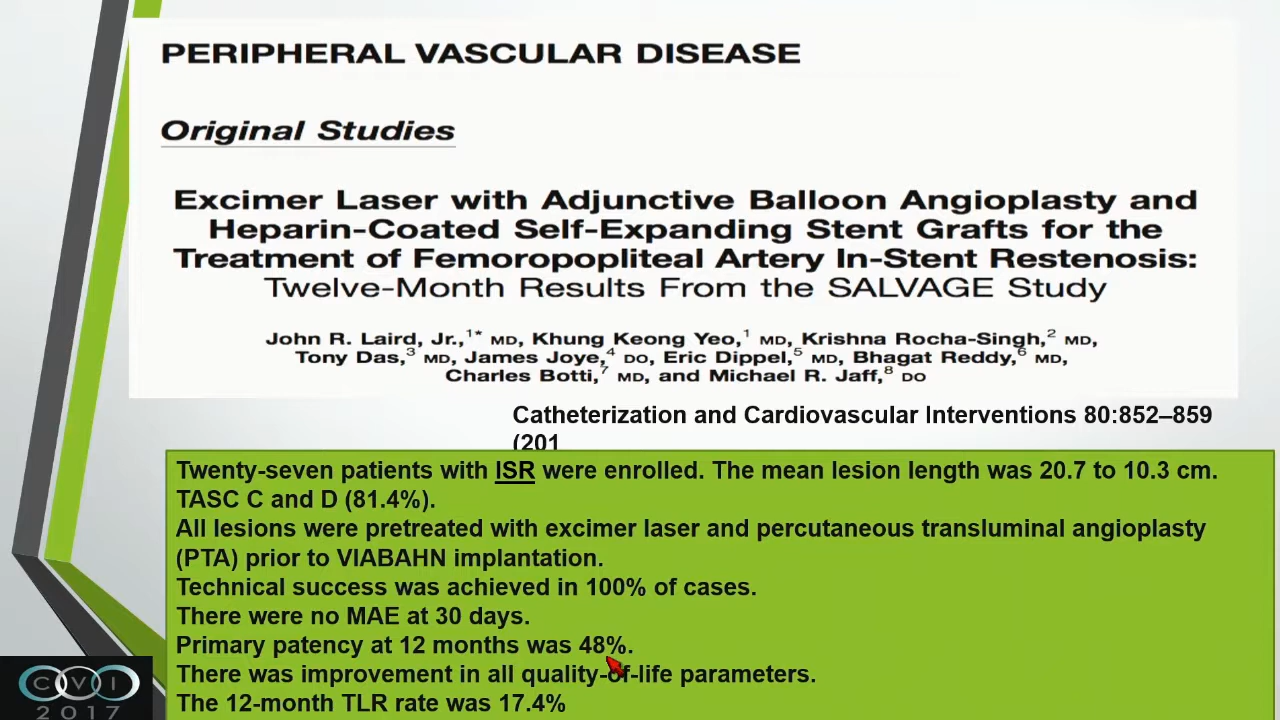 PERIPHERAL VASCULAR DISEASE
Original Studies
Excimer Laser with Adjunctive Balloon Angioplasty and
Heparin-Coated Self-Expanding Stent Grafts for the
Treatment of Femoropopliteal Artery In-Stent Restenosis:
Twelve-Month Results From the SALVAGE Study
John R. Laird, Jr.,1* MD, Khung Keong Yeo,1 MD, Krishna Rocha-Singh,2 MD,
Tony Das,3 MD, James Joye,4 DO, Eric Dippel,5 MD, Bhagat Reddy,6 MD,
Charles Botti,7 MD, and Michael R. Jaff,8 DO
Catheterization and Cardiovascular Interventions 80:852–859
(201
Twenty-seven patients with ISR were enrolled. The mean lesion length was 20.7 to 10.3 cm.
TASC C and D (81.4%).
All lesions were pretreated with excimer laser and percutaneous transluminal angioplasty
(PTA) prior to VIABAHN implantation.
Technical success was achieved in 100% of cases.
There were no MAE at 30 days.
Primary patency at 12 months was 48%.
There was improvement in all quality-of-life parameters.
The 12-month TLR rate was 17.4%
CVI
2017